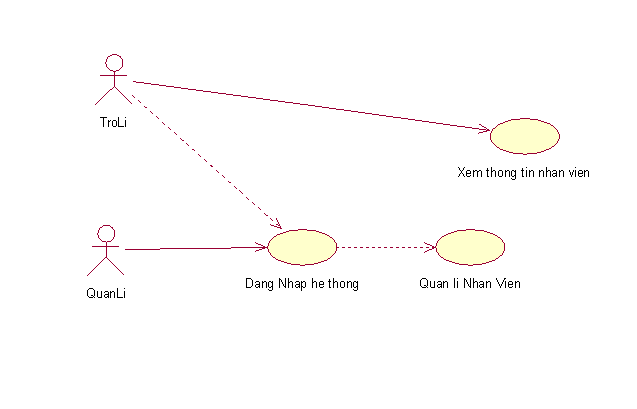 TroLi
Xem thong tin nhan vien
QuanLi
Dang Nhap he thong
Quan li Nhan Vien